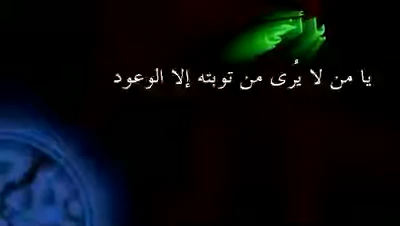 يا أخي
يا من لا يُرى من توبته إلا الوعود